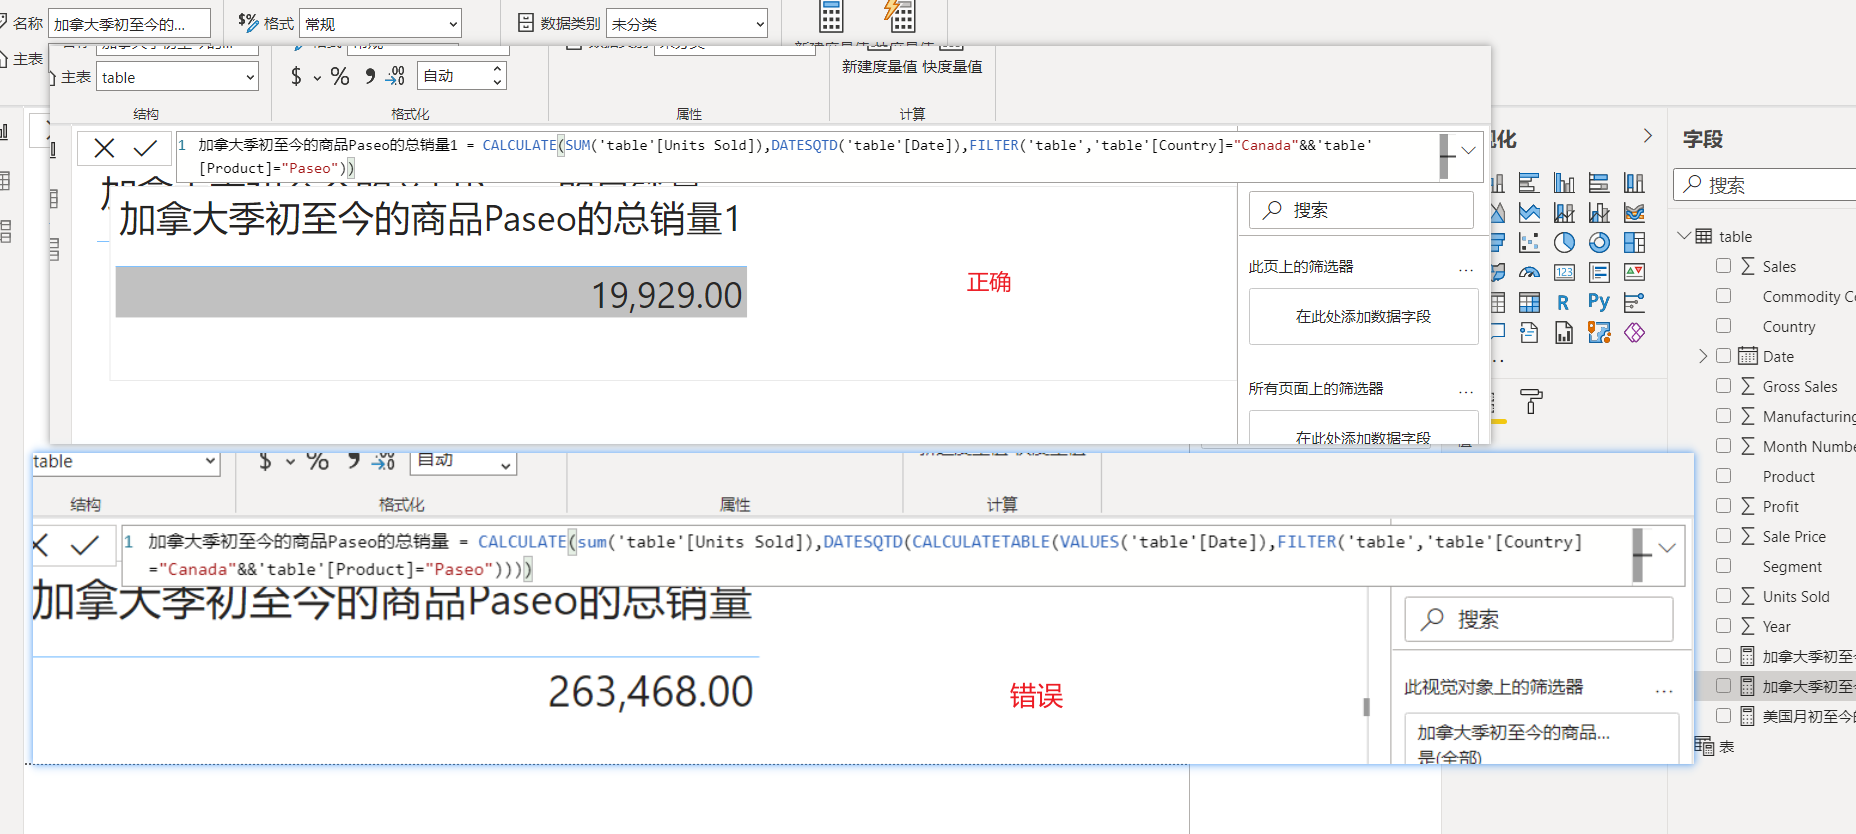 名称 加拿大季初至今的... 格式 常规 数据类别 未分类
主表
主表 table $ % 自动 新建度量值 快度量值
结构 格式化 属性 计算
1 加拿大季初至今的商品Paseo的总销量1 = CALCULATE(SUM('table'[Units Sold]),DATESQTD('table'[Date]),FILTER('table','table'[Country]="Canada"&&'table'
[Product]="Paseo"))
加拿大季初至今的商品Paseo的总销量1
19,929.00
正确
搜索
此页上的筛选器 ...
在此处添加数据字段
所有页面上的筛选器 ...
在此处添加数据字段
table $ % 自动
结构 格式化 属性 计算
1 加拿大季初至今的商品Paseo的总销量 = CALCULATE(sum('table'[Units Sold]),DATESQTD(CALCULATETABLE(VALUES('table'[Date]),FILTER('table','table'[Country]
="Canada"&&'table'[Product]="Paseo"))))
加拿大季初至今的商品Paseo的总销量
263,468.00
错误
搜索
此视觉对象上的筛选器 ...
加拿大季初至今的商品...
是(全部)
化
123
R Py
字段
搜索
table
Sales
Commodity C
Country
Date
Gross Sales
Manufacturing
Month Numbe
Product
Profit
Sale Price
Segment
Units Sold
Year
加拿大季初至
加拿大季初至
美国月初至今
表